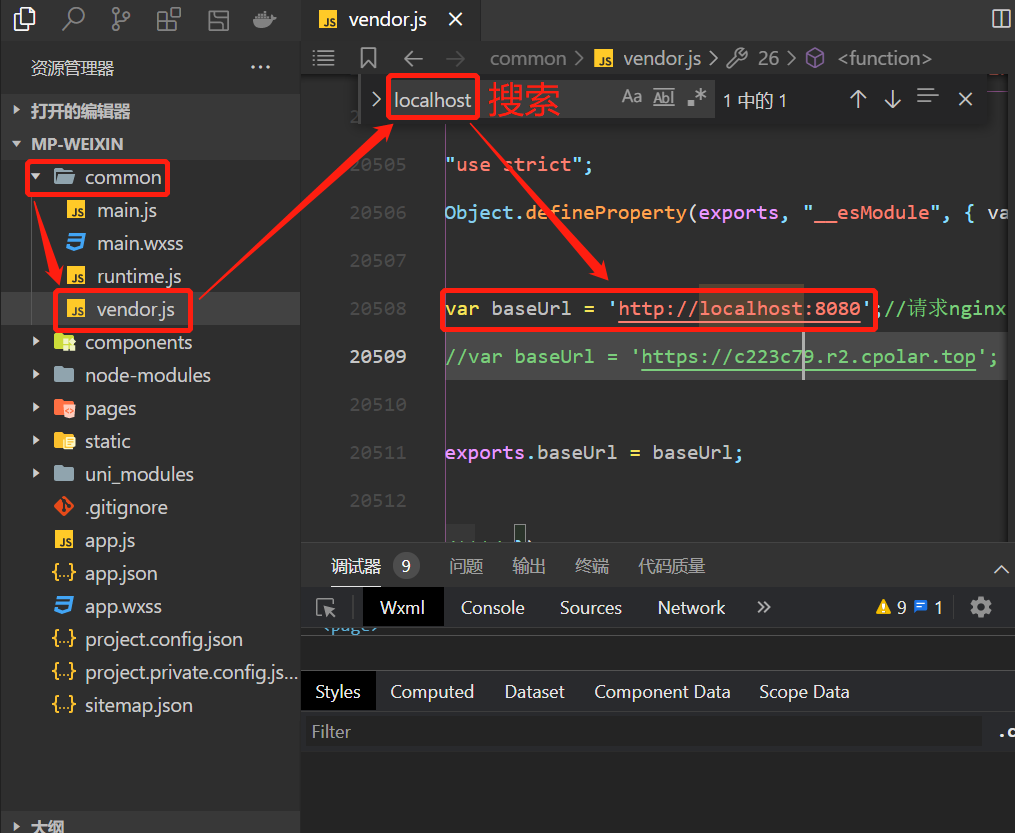 JS vendor.js
资源管理器
common > JS vendor.js > 26 > <function>
打开的编辑器
localhost 搜索 Aa Abl 1 中的 1
MP-WEIXIN
common
JS main.js
main.wxss
JS runtime.js
JS vendor.js
components
node-modules
pages
static
uni_modules
.gitignore
JS app.js
{..} app.json
app.wxss
{..} project.config.json
{..} project.private.config.js...
{..} sitemap.json
大纲
20505 "use strict";
20506 Object.defineProperty(exports, "__esModule", { va
20507
20508 var baseUrl = 'http://localhost:8080';//请求nginx
20509 //var baseUrl = 'https://c223c79.r2.cpolar.top';
20510
20511 exports.baseUrl = baseUrl;
20512
调试器 9 问题 输出 终端 代码质量
Wxml Console Sources Network 9 1
<page>
Styles Computed Dataset Component Data Scope Data
Filter .c